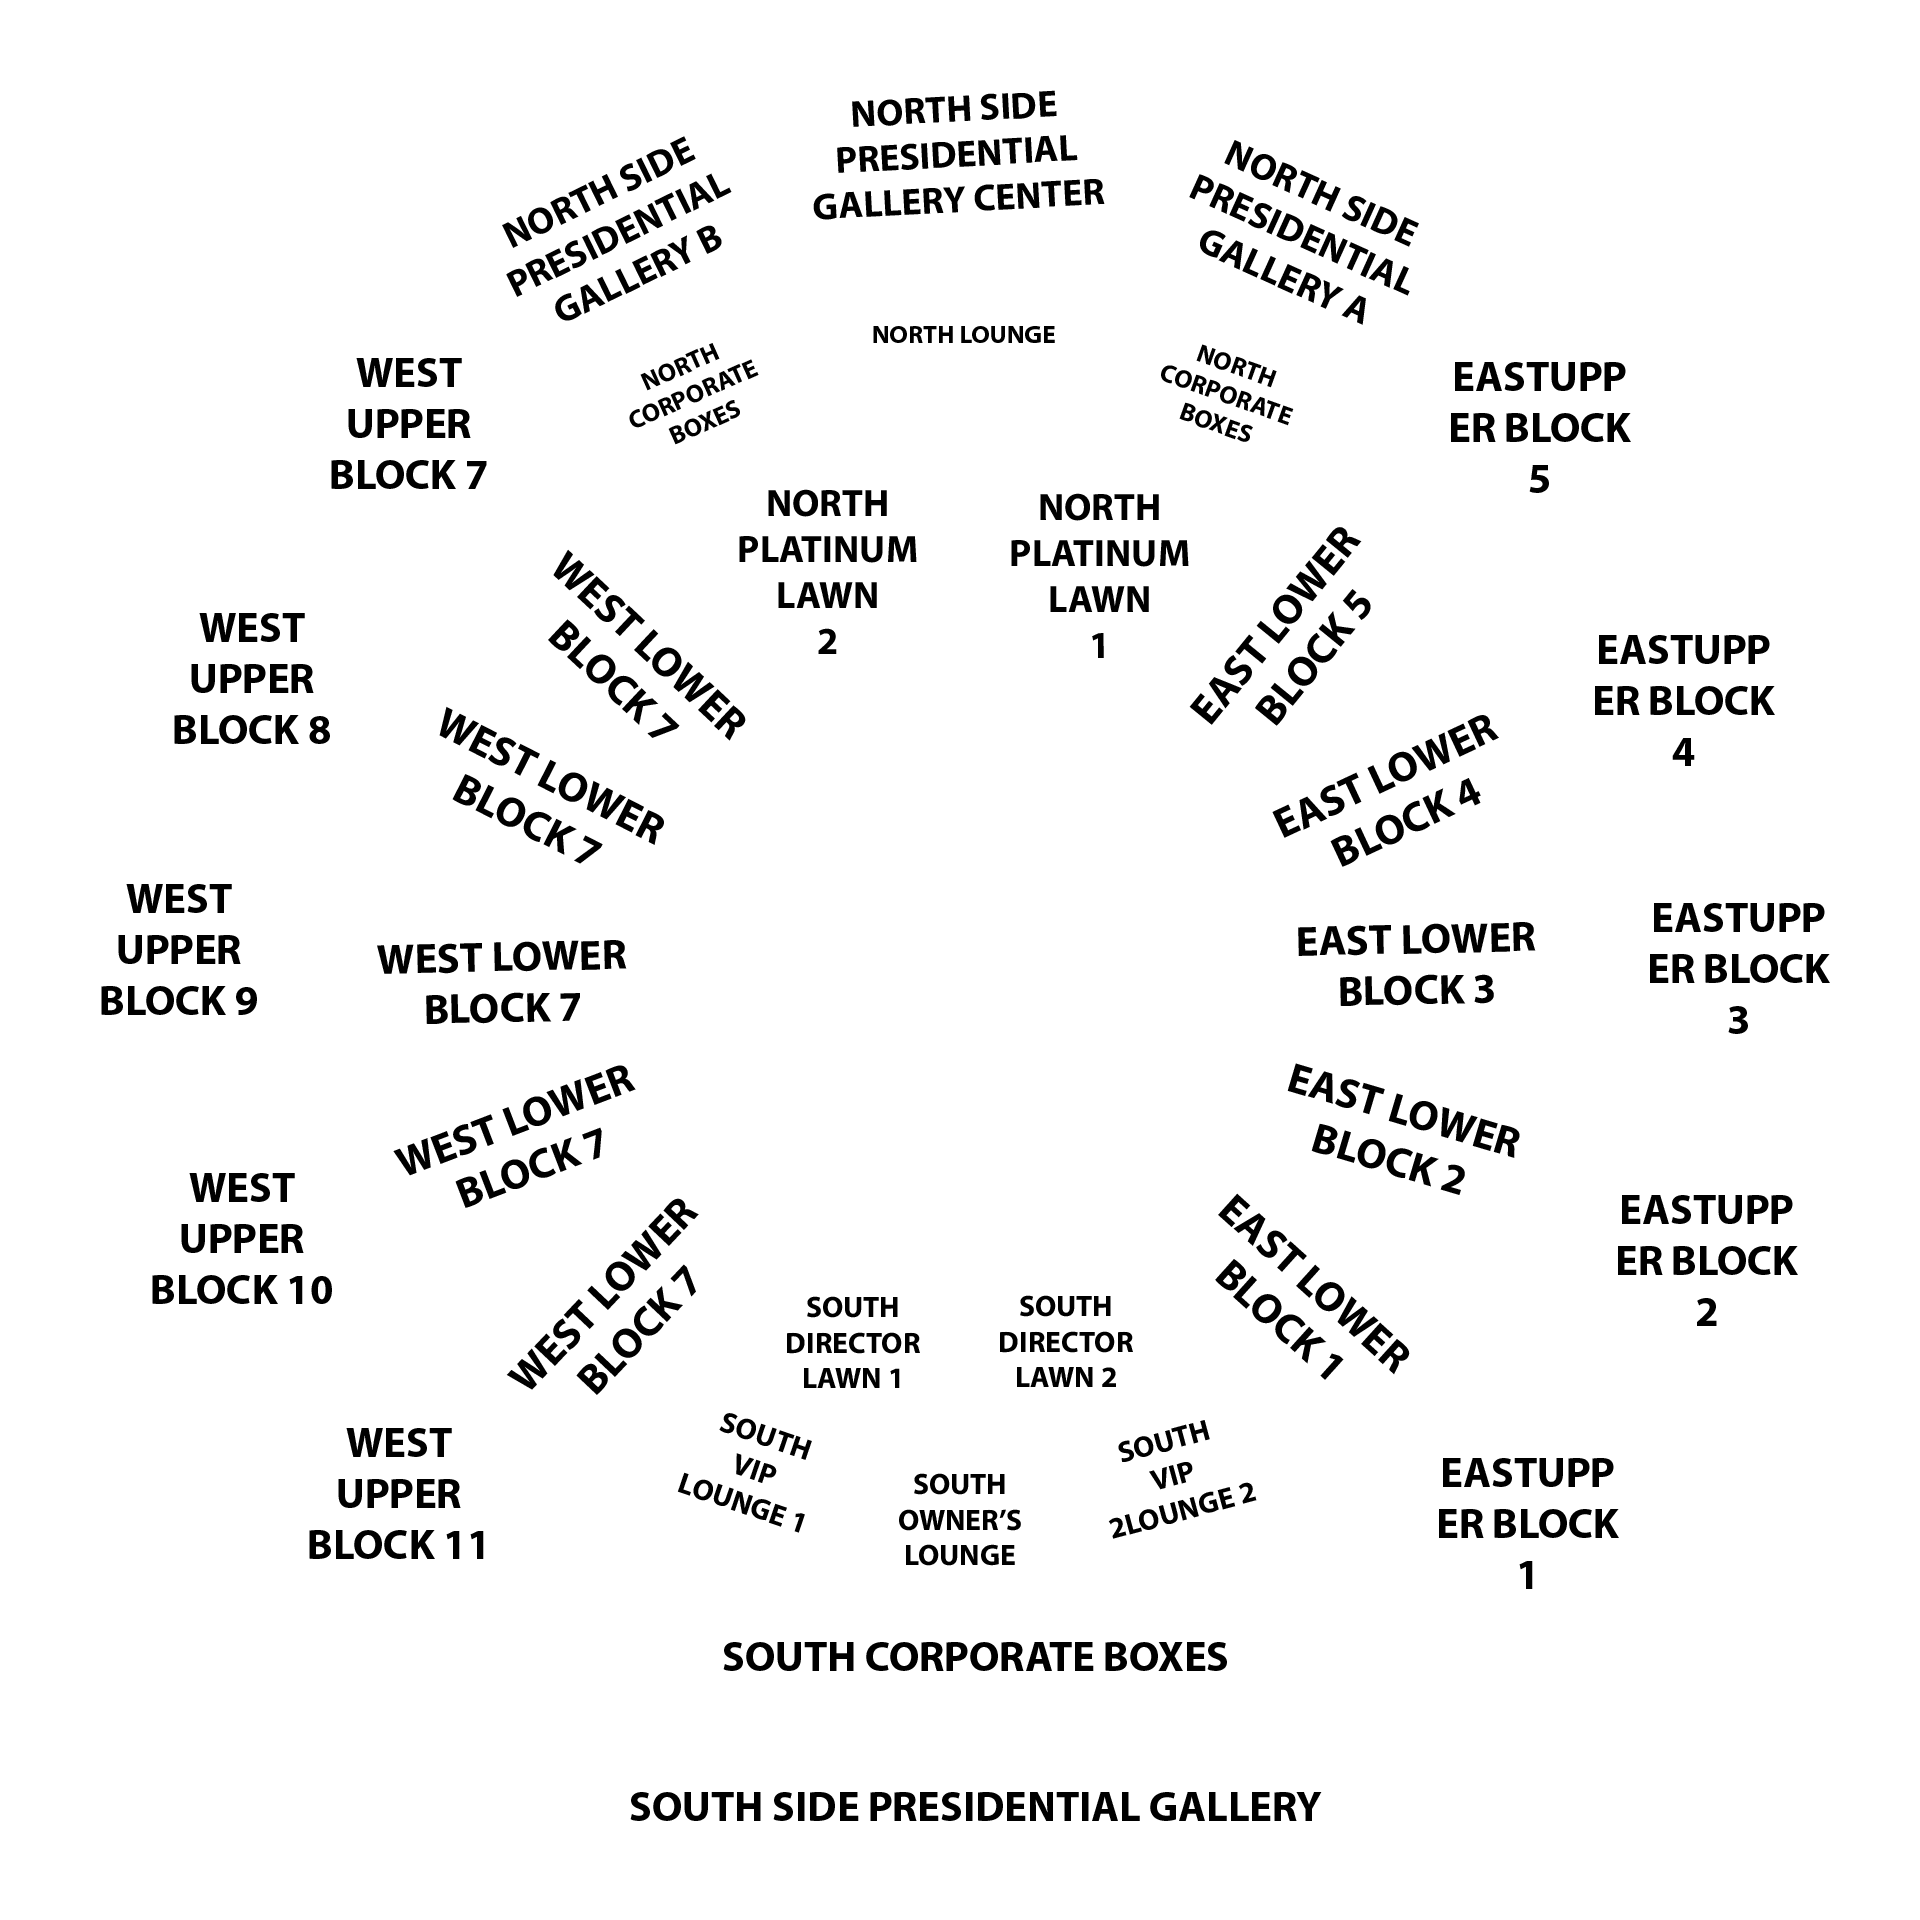 NORTH SIDE
PRESIDENTIAL
GALLERY CENTER
NORTH SIDE
PRESIDENTIAL
GALLERY B
NORTH SIDE
PRESIDENTIAL
GALLERY A
NORTH LOUNGE
NORTH
CORPORATE
BOXES
NORTH
CORPORATE
BOXES
WEST
UPPER
BLOCK 7
EASTUPP
ER BLOCK
5
NORTH
PLATINUM
LAWN
2
NORTH
PLATINUM
LAWN
1
WEST LOWER
BLOCK 7
EAST LOWER
BLOCK 5
WEST
UPPER
BLOCK 8
EASTUPP
ER BLOCK
4
WEST LOWER
BLOCK 7
EAST LOWER
BLOCK 4
WEST
UPPER
BLOCK 9
WEST LOWER
BLOCK 7
EAST LOWER
BLOCK 3
EASTUPP
ER BLOCK
3
WEST LOWER
BLOCK 7
EAST LOWER
BLOCK 2
WEST
UPPER
BLOCK 10
EASTUPP
ER BLOCK
2
WEST LOWER
BLOCK 7
EAST LOWER
BLOCK 1
SOUTH
DIRECTOR
LAWN 1
SOUTH
DIRECTOR
LAWN 2
WEST
UPPER
BLOCK 11
SOUTH
VIP
LOUNGE 1
SOUTH
OWNER’S
LOUNGE
SOUTH
VIP
2LOUNGE 2
EASTUPP
ER BLOCK
1
SOUTH CORPORATE BOXES
SOUTH SIDE PRESIDENTIAL GALLERY